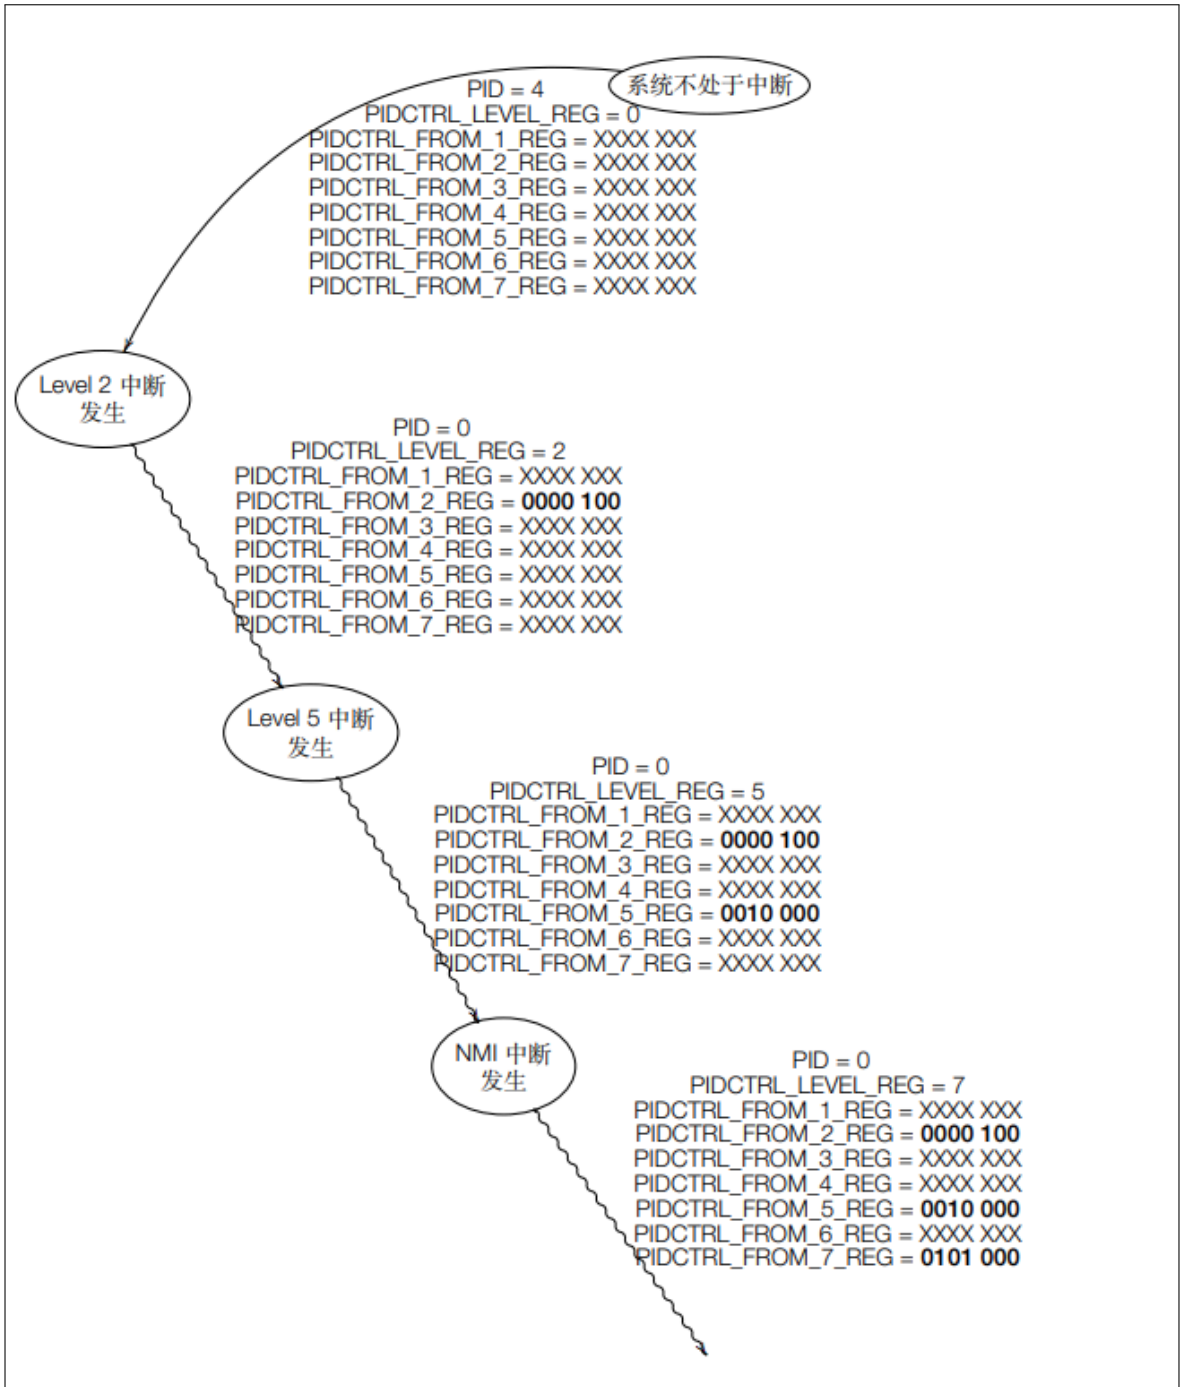 系统不处于中断
PID = 4
PIDCTRL_LEVEL_REG = 0
PIDCTRL_FROM_1_REG = XXXX XXX
PIDCTRL_FROM_2_REG = XXXX XXX
PIDCTRL_FROM_3_REG = XXXX XXX
PIDCTRL_FROM_4_REG = XXXX XXX
PIDCTRL_FROM_5_REG = XXXX XXX
PIDCTRL_FROM_6_REG = XXXX XXX
PIDCTRL_FROM_7_REG = XXXX XXX
Level 2 中断
发生
PID = 0
PIDCTRL_LEVEL_REG = 2
PIDCTRL_FROM_1_REG = XXXX XXX
PIDCTRL_FROM_2_REG = 0000 100
PIDCTRL_FROM_3_REG = XXXX XXX
PIDCTRL_FROM_4_REG = XXXX XXX
PIDCTRL_FROM_5_REG = XXXX XXX
PIDCTRL_FROM_6_REG = XXXX XXX
PIDCTRL_FROM_7_REG = XXXX XXX
Level 5 中断
发生
PID = 0
PIDCTRL_LEVEL_REG = 5
PIDCTRL_FROM_1_REG = XXXX XXX
PIDCTRL_FROM_2_REG = 0000 100
PIDCTRL_FROM_3_REG = XXXX XXX
PIDCTRL_FROM_4_REG = XXXX XXX
PIDCTRL_FROM_5_REG = 0010 000
PIDCTRL_FROM_6_REG = XXXX XXX
PIDCTRL_FROM_7_REG = XXXX XXX
NMI 中断
发生
PID = 0
PIDCTRL_LEVEL_REG = 7
PIDCTRL_FROM_1_REG = XXXX XXX
PIDCTRL_FROM_2_REG = 0000 100
PIDCTRL_FROM_3_REG = XXXX XXX
PIDCTRL_FROM_4_REG = XXXX XXX
PIDCTRL_FROM_5_REG = 0010 000
PIDCTRL_FROM_6_REG = XXXX XXX
PIDCTRL_FROM_7_REG = 0101 000